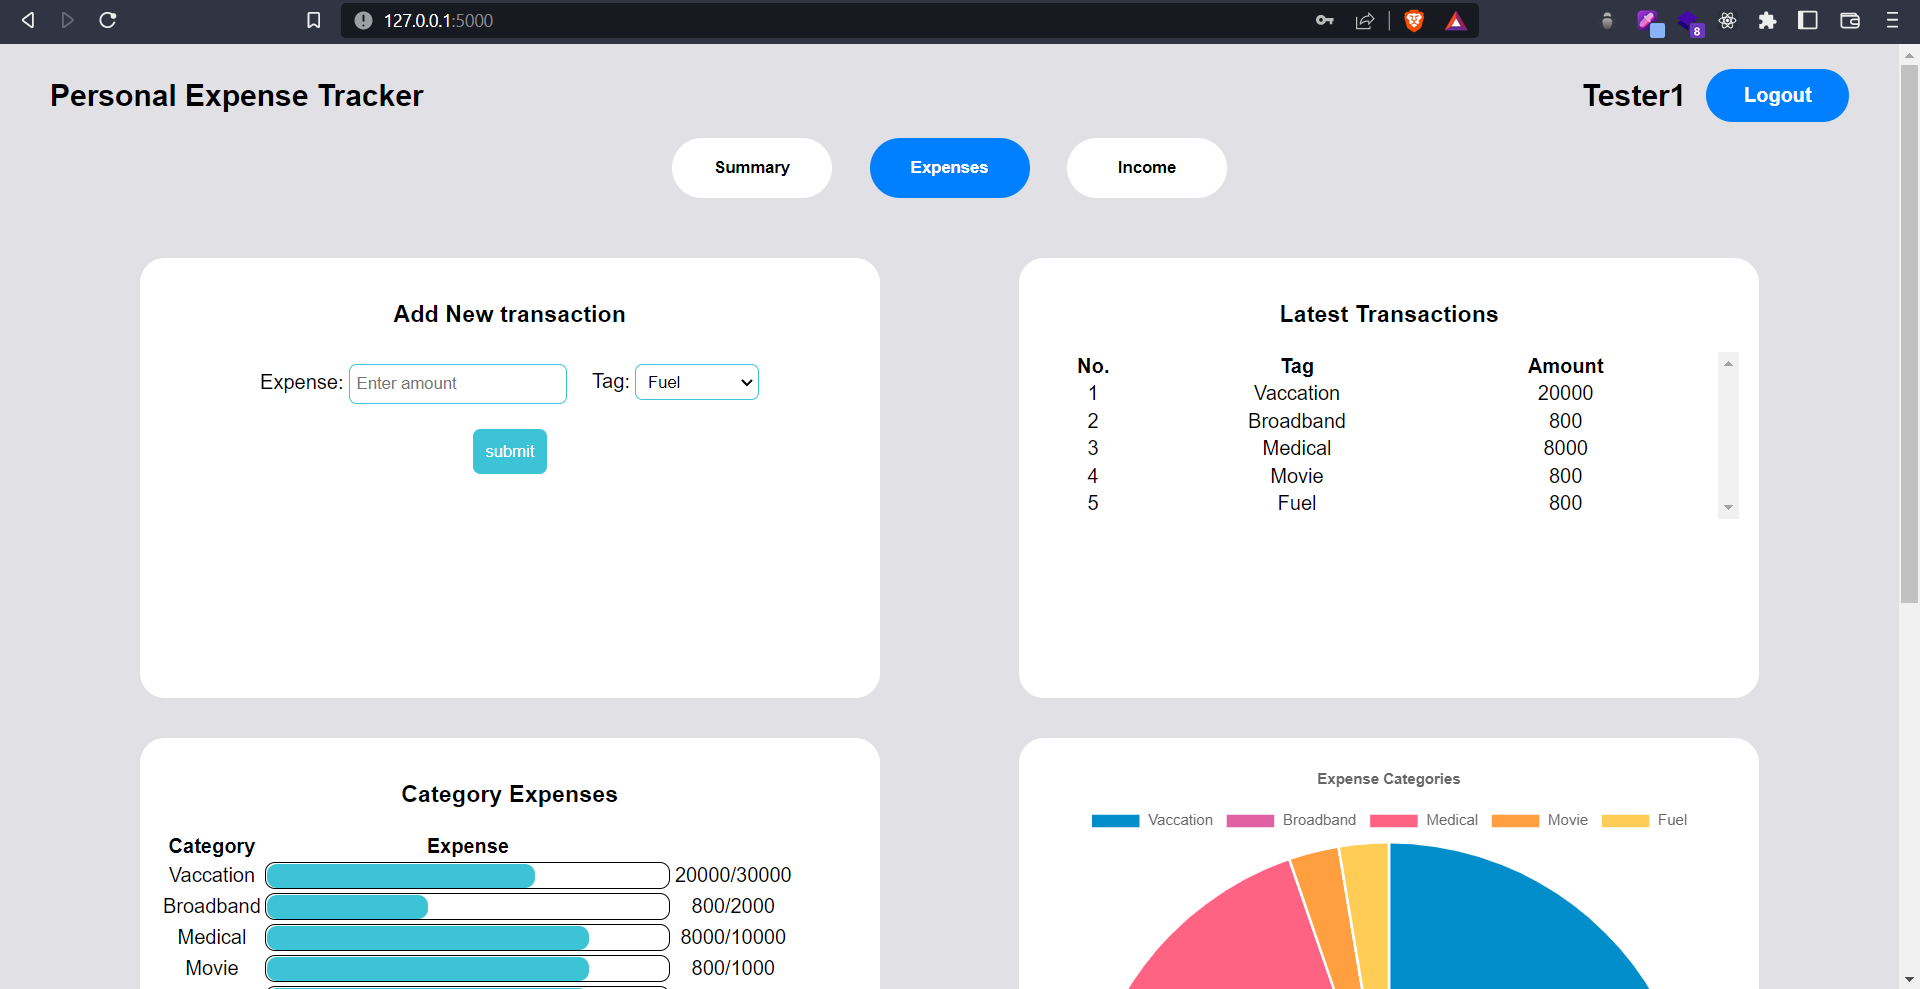 127.0.0.1:5000
8
Personal Expense Tracker
Tester1 Logout
Summary Expenses Income
Add New transaction
Expense: Enter amount Tag: Fuel
submit
Latest Transactions
No. Tag Amount
1 Vaccation 20000
2 Broadband 800
3 Medical 8000
4 Movie 800
5 Fuel 800
Category Expenses
Category Expense
Vaccation 20000/30000
Broadband 800/2000
Medical 8000/10000
Movie 800/1000
Expense Categories
Vaccation Broadband Medical Movie Fuel